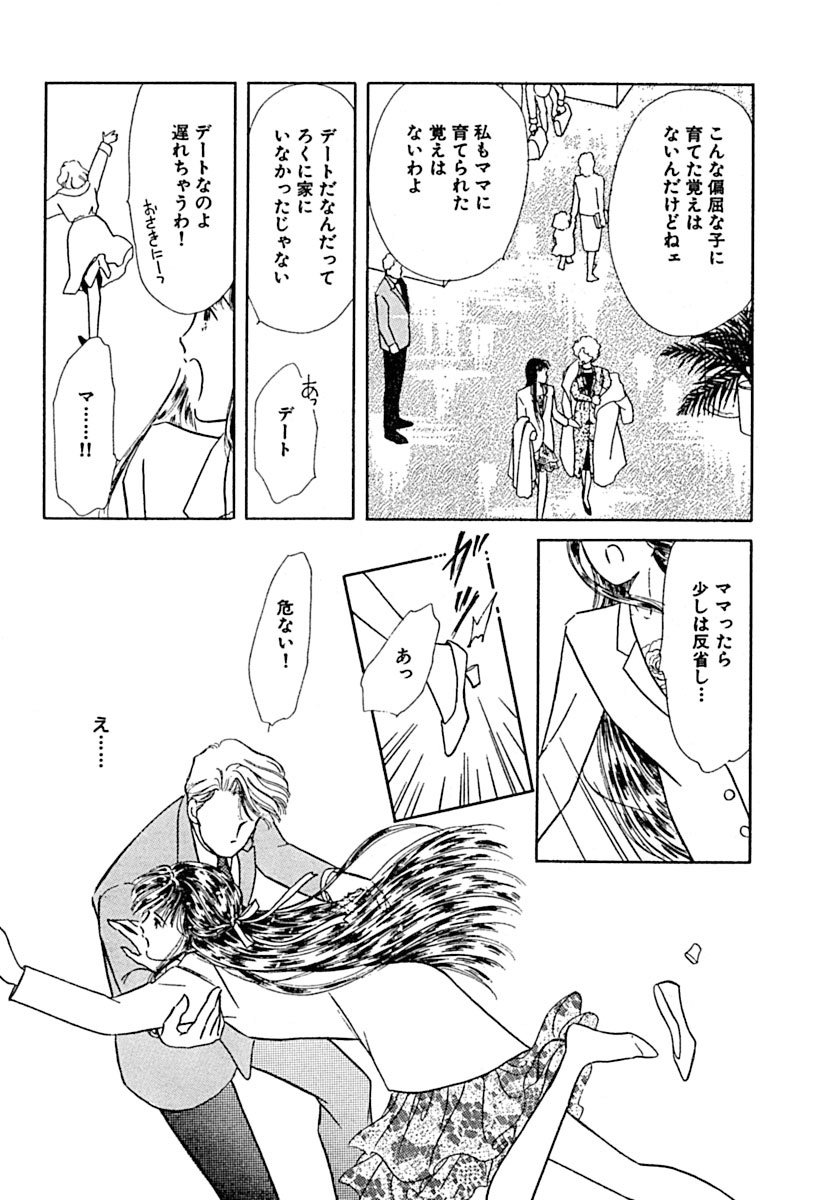 こんな偏屈な子に
育てた覚えは
ないんだけどねェ
私もママに
育てられた
覚えは
ないわよ
デートだなんだって
ろくに家に
いなかったじゃない
あっ
デート
デートなのよ
遅れちゃうわ！
おさきにーっ
マ……!!
ママったら
少しは反省し…
ガッ
あっ
危ない！
え……